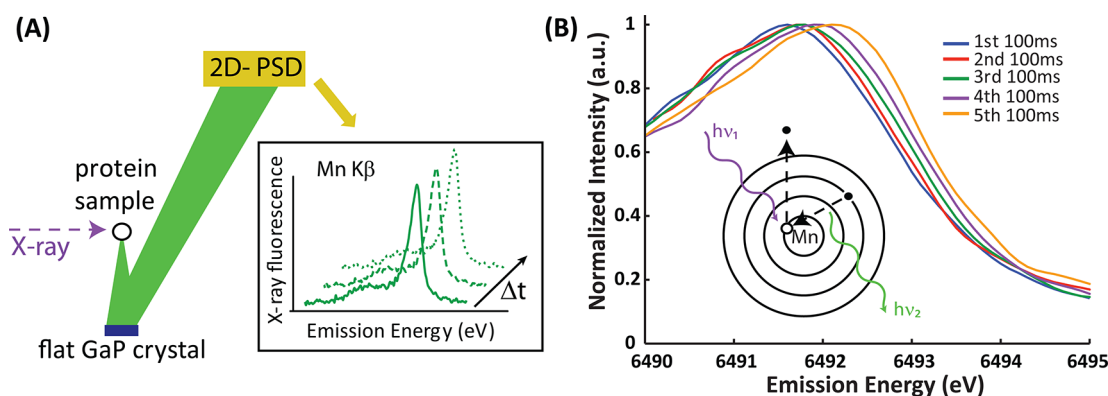 (A)
2D- PSD
protein
sample
X-ray
flat GaP crystal
Mn Kβ
X-ray fluorescence
Δt
Emission Energy (eV)
(B)
Normalized Intensity (a.u.)
1
0.8
0.6
0.4
0.2
0
1st 100ms
2nd 100ms
3rd 100ms
4th 100ms
5th 100ms
hν₁
Mn
hν₂
6490
6491
6492
6493
6494
6495
Emission Energy (eV)